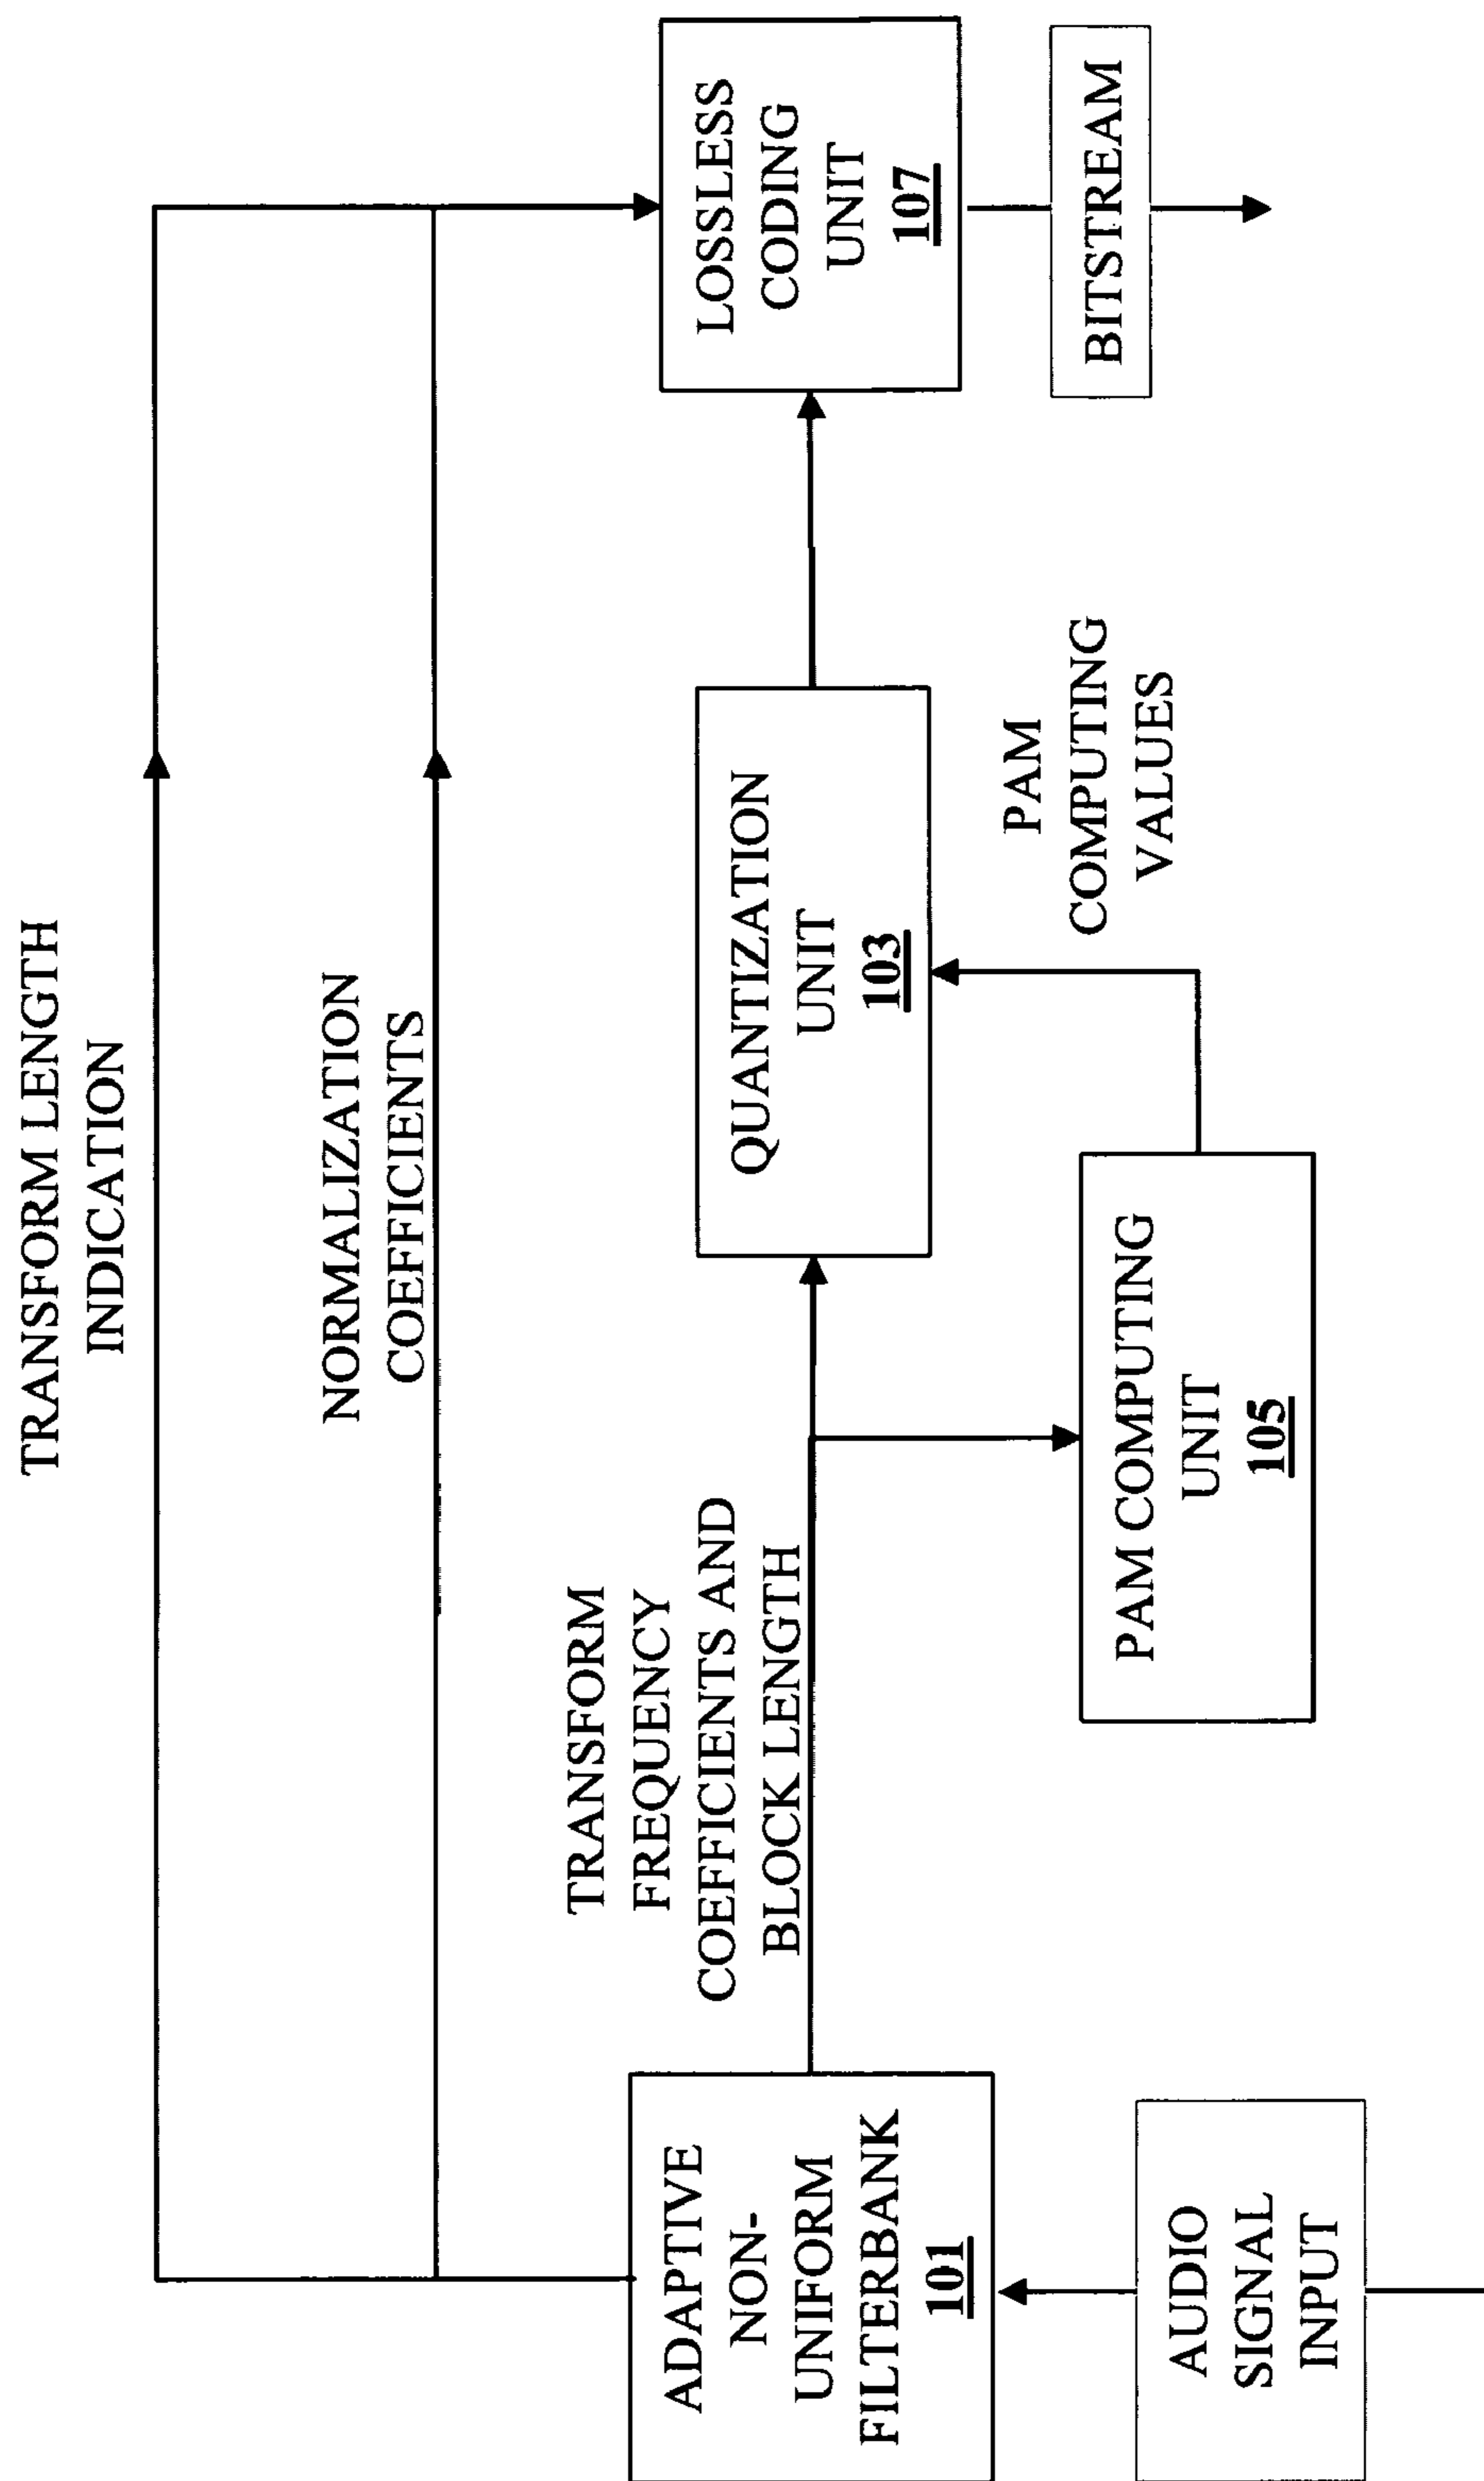 TRANSFORM LENGTH
INDICATION
NORMALIZATION
COEFFICIENTS
TRANSFORM
FREQUENCY
COEFFICIENTS AND
BLOCK LENGTH
ADAPTIVE
NON-
UNIFORM
FILTERBANK
101
QUANTIZATION
UNIT
103
LOSSLESS
CODING
UNIT
107
PAM
COMPUTING
VALUES
PAM COMPUTING
UNIT
105
AUDIO
SIGNAL
INPUT
BITSTREAM